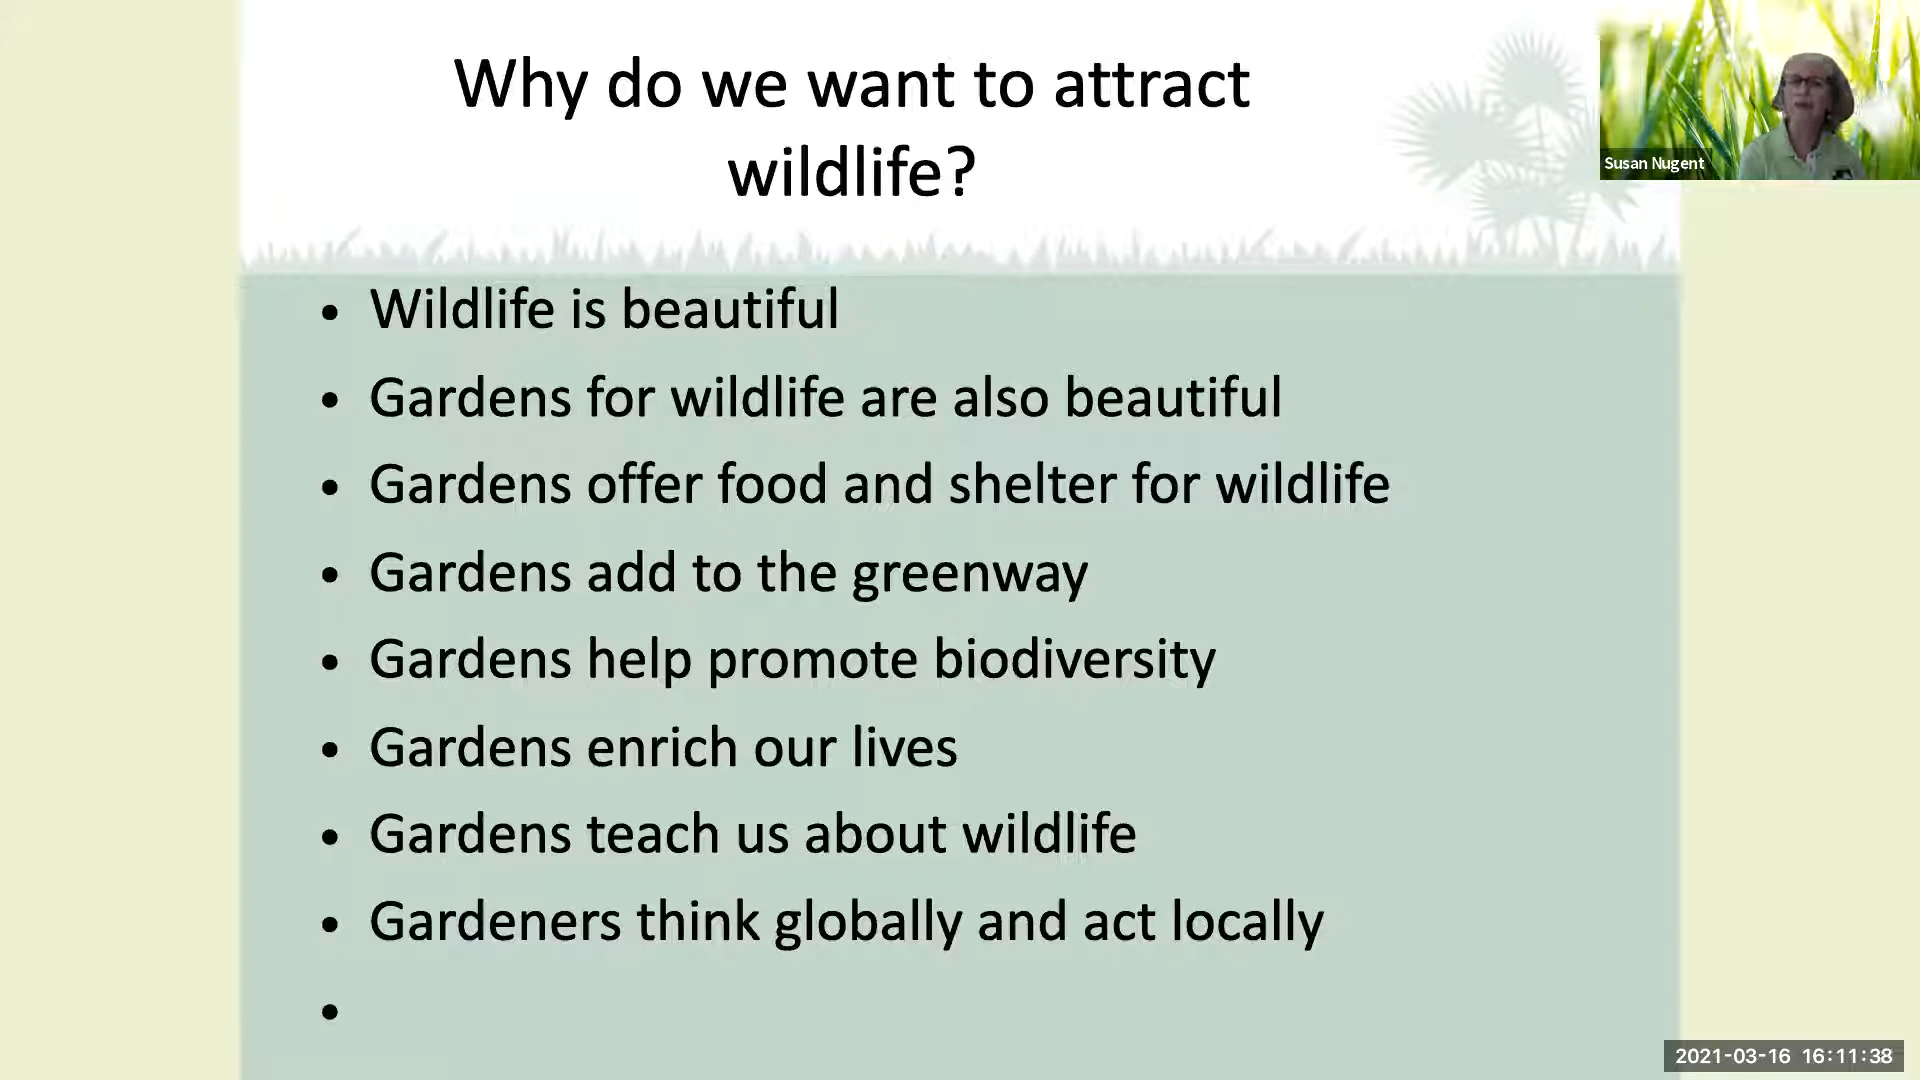 Why do we want to attract
wildlife?
Susan Nugent
• Wildlife is beautiful
• Gardens for wildlife are also beautiful
• Gardens offer food and shelter for wildlife
• Gardens add to the greenway
• Gardens help promote biodiversity
• Gardens enrich our lives
• Gardens teach us about wildlife
• Gardeners think globally and act locally
•
2021-03-16 16:11:38